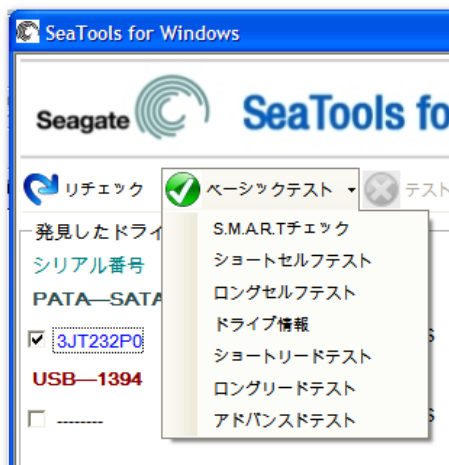 SeaTools for Windows
Seagate SeaTools fo
リチェック ベーシックテスト テスト
発見したドライ
シリアル番号
PATA—SATA
3JT232P0
USB—1394
--------
S.M.A.R.Tチェック
ショートセルフテスト
ロングセルフテスト
ドライブ情報
ショートリードテスト
ロングリードテスト
アドバンスドテスト